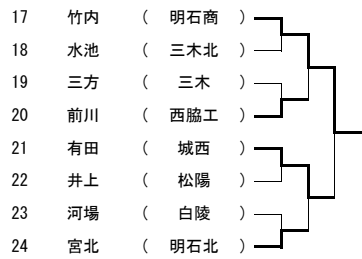 17 竹内 ( 明石商 )
18 水池 ( 三木北 )
19 三方 ( 三木 )
20 前川 ( 西脇工 )
21 有田 ( 城西 )
22 井上 ( 松陽 )
23 河場 ( 白陵 )
24 宮北 ( 明石北 )